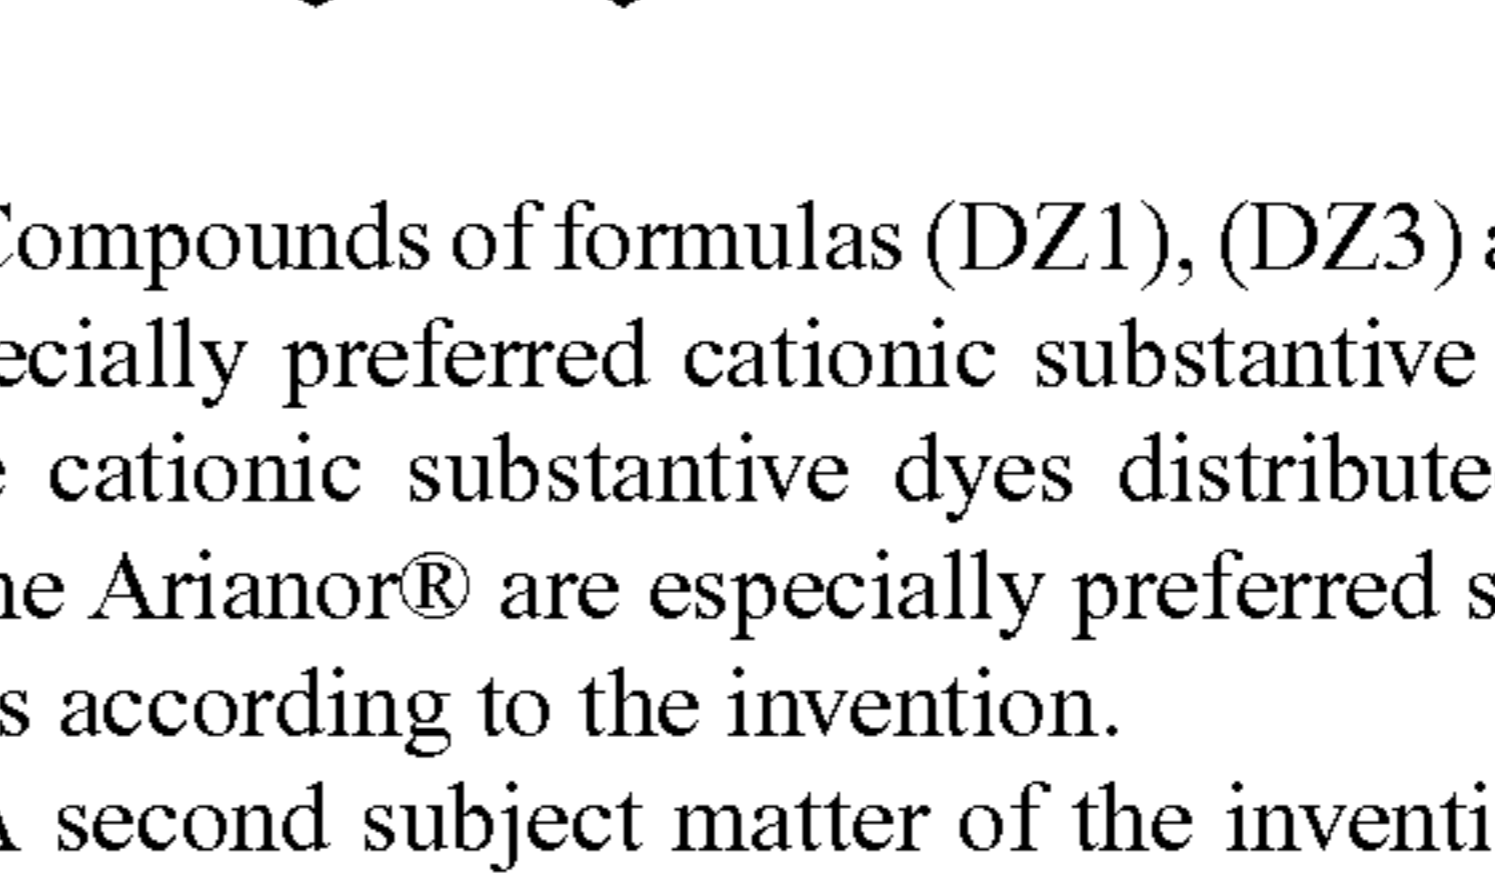 Compounds of formulas (DZ1), (DZ3)
ecially preferred cationic substantive
cationic substantive dyes distribute
ne Arianor® are especially preferred s
s according to the invention.
A second subject matter of the inventi